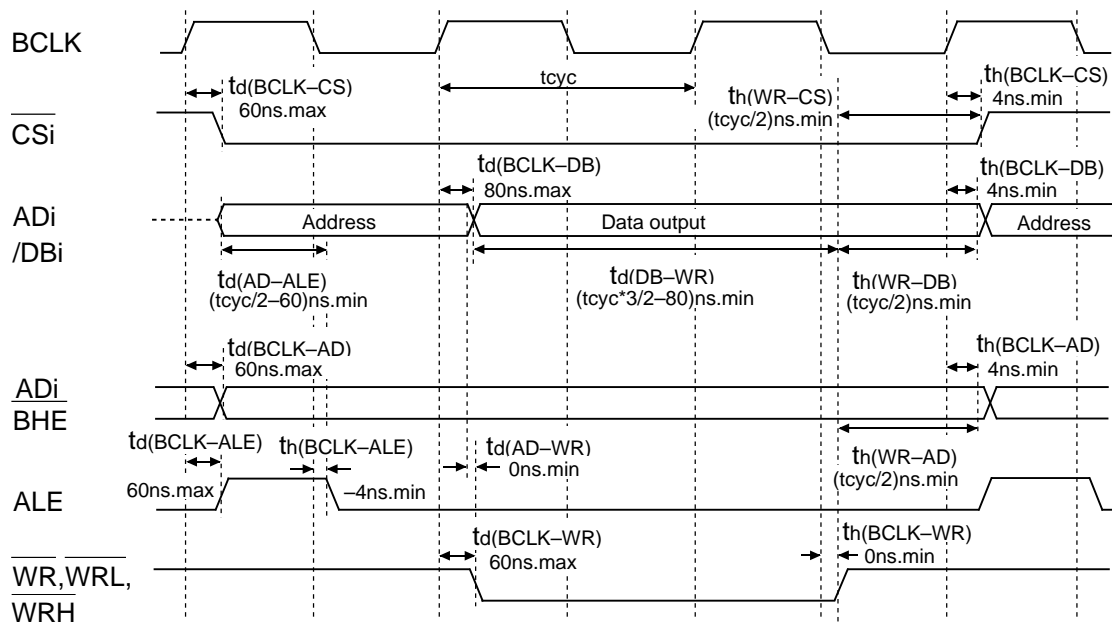 BCLK
td(BCLK–CS)
60ns.max
tcyc
th(WR–CS)
(tcyc/2)ns.min
th(BCLK–CS)
4ns.min
CSi
td(BCLK–DB)
80ns.max
th(BCLK–DB)
4ns.min
ADi
/DBi
Address
Data output
Address
td(AD–ALE)
(tcyc/2–60)ns.min
td(DB–WR)
(tcyc*3/2–80)ns.min
th(WR–DB)
(tcyc/2)ns.min
td(BCLK–AD)
60ns.max
th(BCLK–AD)
4ns.min
ADi
BHE
td(BCLK–ALE)
60ns.max
th(BCLK–ALE)
–4ns.min
td(AD–WR)
0ns.min
th(WR–AD)
(tcyc/2)ns.min
ALE
td(BCLK–WR)
60ns.max
th(BCLK–WR)
0ns.min
WR,WRL,
WRH